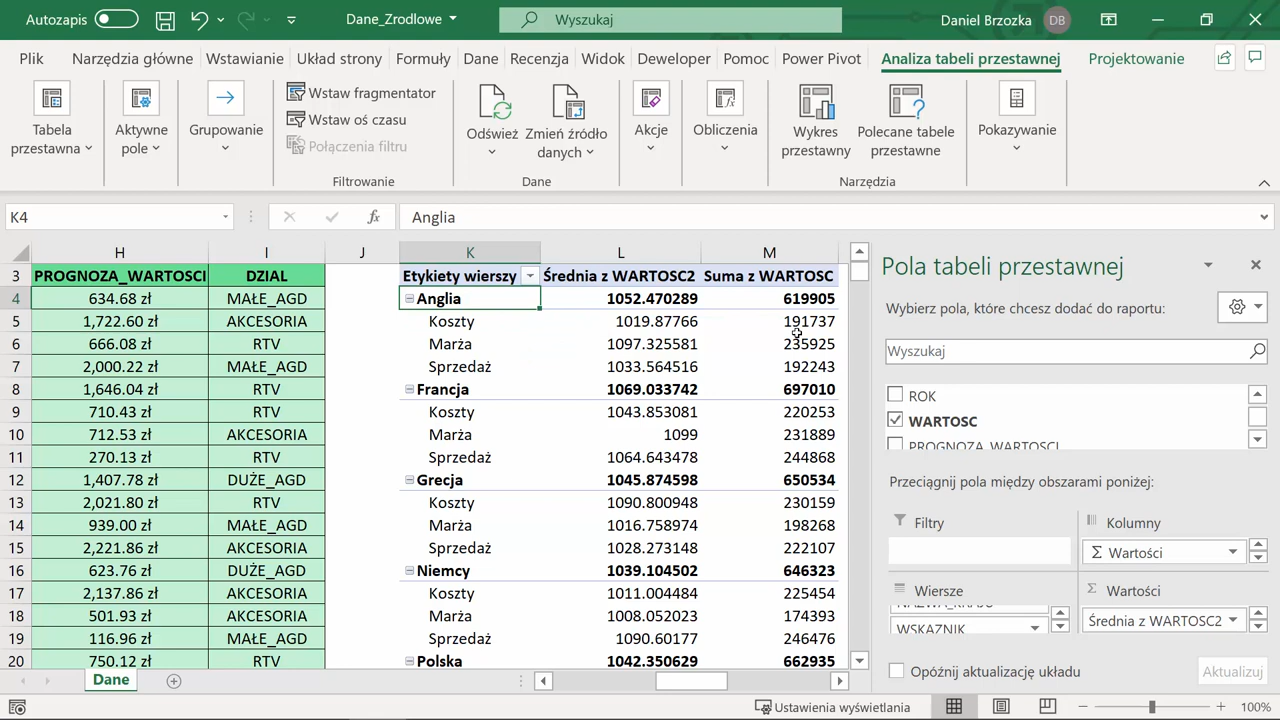 Autozapis
Dane_Zrodlowe
Wyszukaj
Daniel Brzozka DB
Plik Narzędzia główne Wstawianie Układ strony Formuły Dane Recenzja Widok Deweloper Pomoc Power Pivot Analiza tabeli przestawnej Projektowanie
Tabela przestawna
Aktywne pole
Grupowanie
Wstaw fragmentator
Wstaw oś czasu
Połączenia filtru
Filtrowanie
Odśwież
Zmień źródło danych
Dane
Akcje
Obliczenia
Wykres przestawny
Polecane tabele przestawne
Narzędzia
Pokazywanie
K4 fx Anglia
H I J K L M
3 PROGNOZA_WARTOSCI DZIAL Etykiety wierszy Średnia z WARTOSC2 Suma z WARTOSC
4 634.68 zł MAŁE_AGD Anglia 1052.470289 619905
5 1,722.60 zł AKCESORIA Koszty 1019.87766 191737
6 666.08 zł RTV Marża 1097.325581 235925
7 2,000.22 zł MAŁE_AGD Sprzedaż 1033.564516 192243
8 1,646.04 zł RTV Francja 1069.033742 697010
9 710.43 zł RTV Koszty 1043.853081 220253
10 712.53 zł AKCESORIA Marża 1099 231889
11 270.13 zł RTV Sprzedaż 1064.643478 244868
12 1,407.78 zł DUŻE_AGD Grecja 1045.874598 650534
13 2,021.80 zł RTV Koszty 1090.800948 230159
14 939.00 zł MAŁE_AGD Marża 1016.758974 198268
15 2,221.86 zł AKCESORIA Sprzedaż 1028.273148 222107
16 623.76 zł DUŻE_AGD Niemcy 1039.104502 646323
17 2,137.86 zł AKCESORIA Koszty 1011.004484 225454
18 501.93 zł AKCESORIA Marża 1008.052023 174393
19 116.96 zł MAŁE_AGD Sprzedaż 1090.60177 246476
20 750.12 zł RTV Polska 1042.350629 662935
Dane
Pola tabeli przestawnej
Wybierz pola, które chcesz dodać do raportu:
Wyszukaj
ROK
WARTOSC
PROGNOZA_WARTOSCI
Przeciągnij pola między obszarami poniżej:
Filtry
Kolumny
Σ Wartości
Wiersze
NAZWA_KRAJU
WSKAZNIK
Σ Wartości
Średnia z WARTOSC2
Opóźnij aktualizację układu
Aktualizuj
Ustawienia wyświetlania
100%